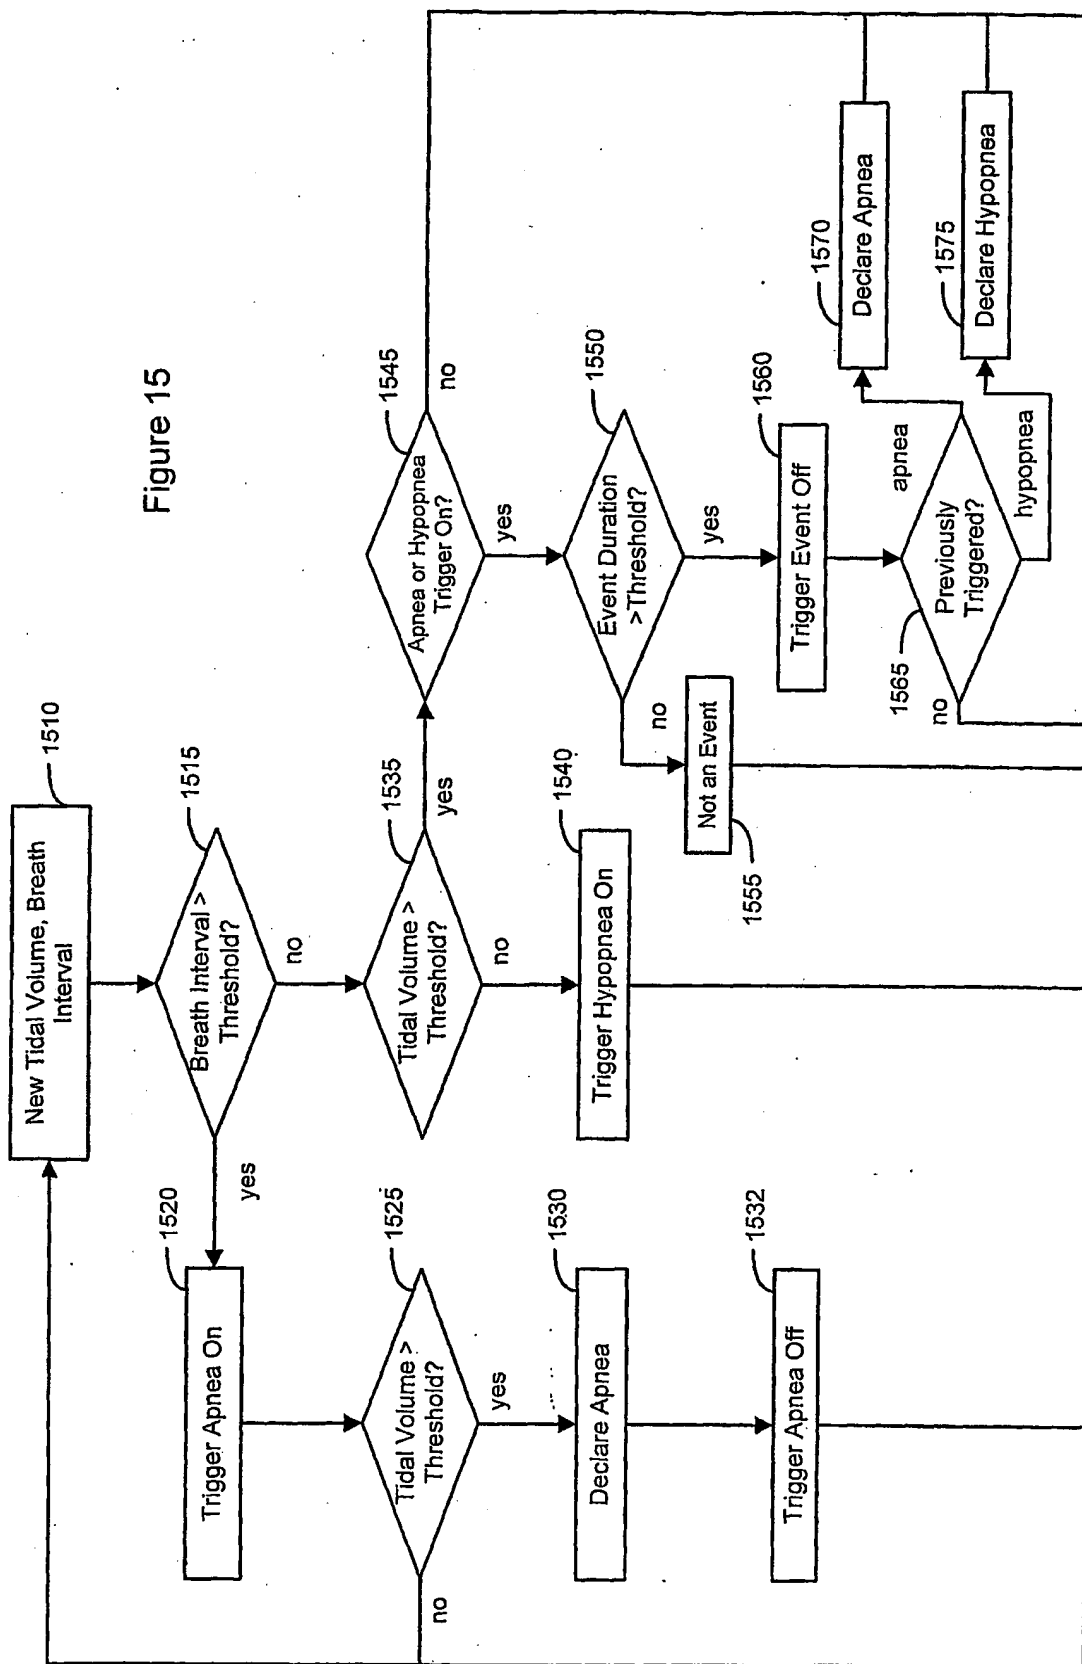 Figure 15
1510
New Tidal Volume, Breath
Interval
1515
Breath Interval >
Threshold?
yes
no
1520
Trigger Apnea On
1525
Tidal Volume >
Threshold?
no
yes
1530
Declare Apnea
1532
Trigger Apnea Off
1535
Tidal Volume >
Threshold?
yes
no
1540
Trigger Hypopnea On
1545
Apnea or Hypopnea
Trigger On?
no
yes
1550
Event Duration
>Threshold?
no
yes
Not an Event
1555
1560
Trigger Event Off
1565
Previously
Triggered?
no
apnea
hypopnea
1570
Declare Apnea
1575
Declare Hypopnea